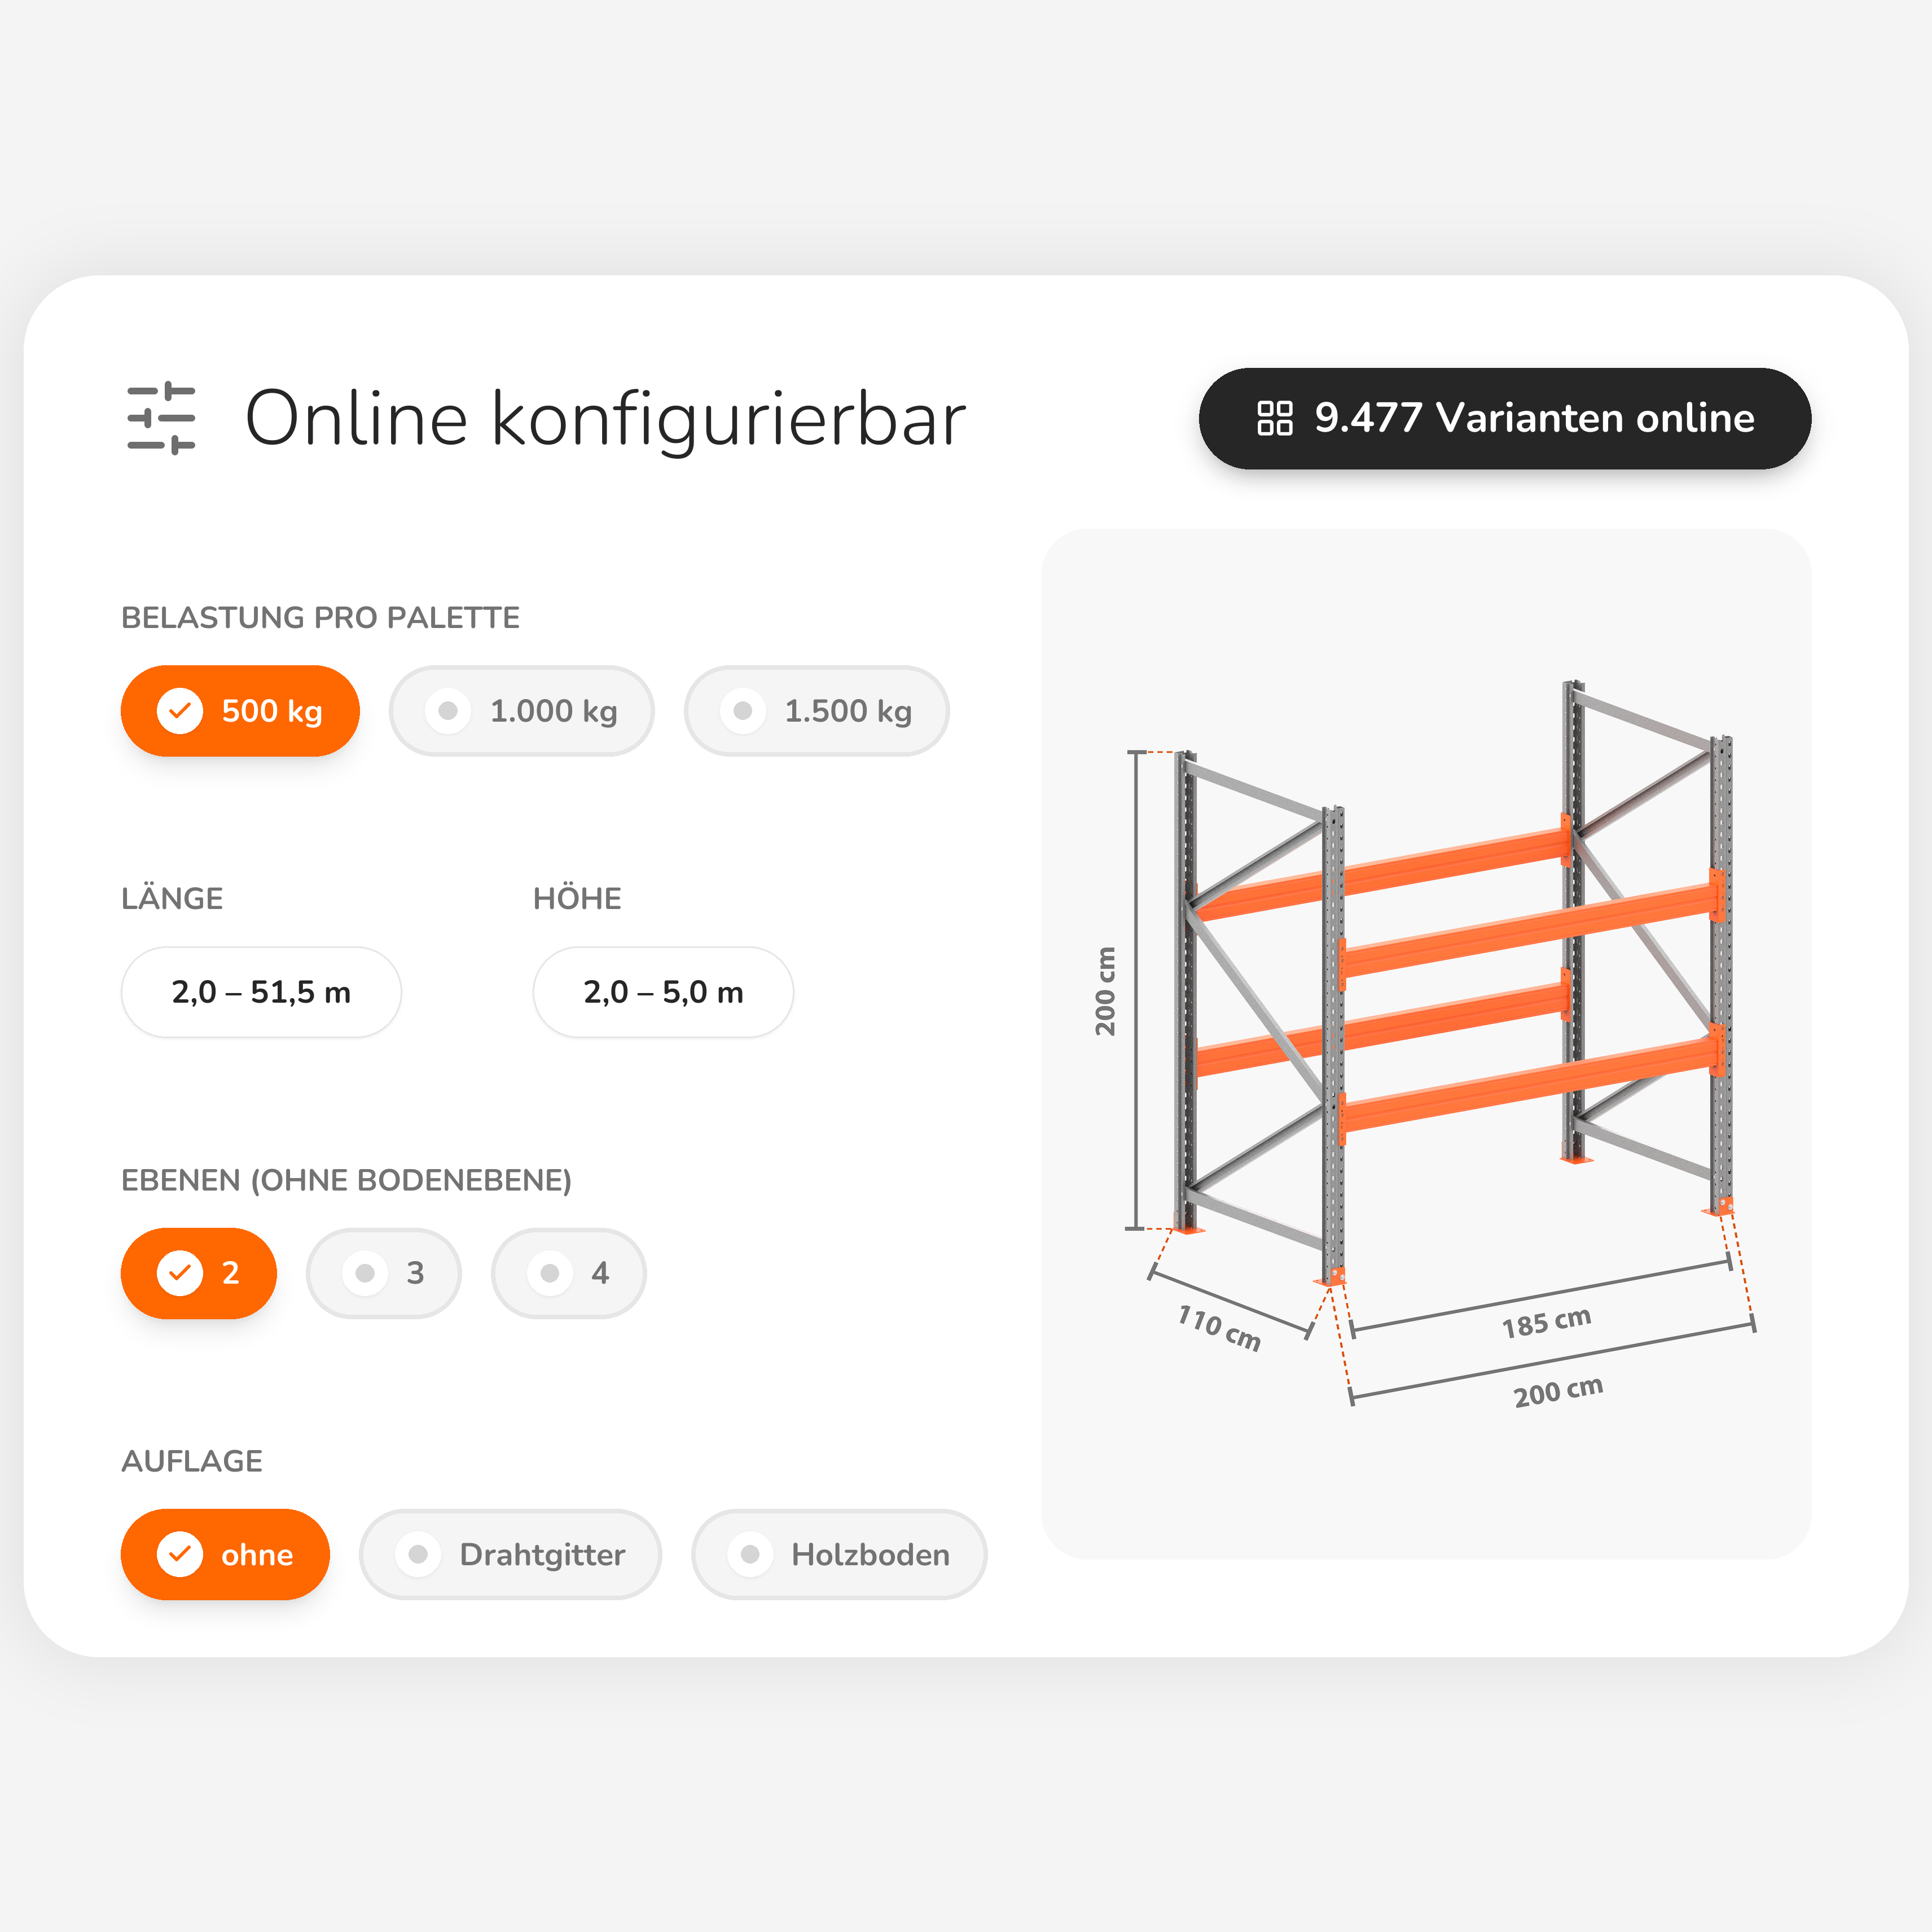 Online konfigurierbar
9.477 Varianten online
BELASTUNG PRO PALETTE
500 kg
1.000 kg
1.500 kg
LÄNGE
HÖHE
2,0 – 51,5 m
2,0 – 5,0 m
EBENEN (OHNE BODENEBENE)
2
3
4
AUFLAGE
ohne
Drahtgitter
Holzboden
200 cm
110 cm
185 cm
200 cm